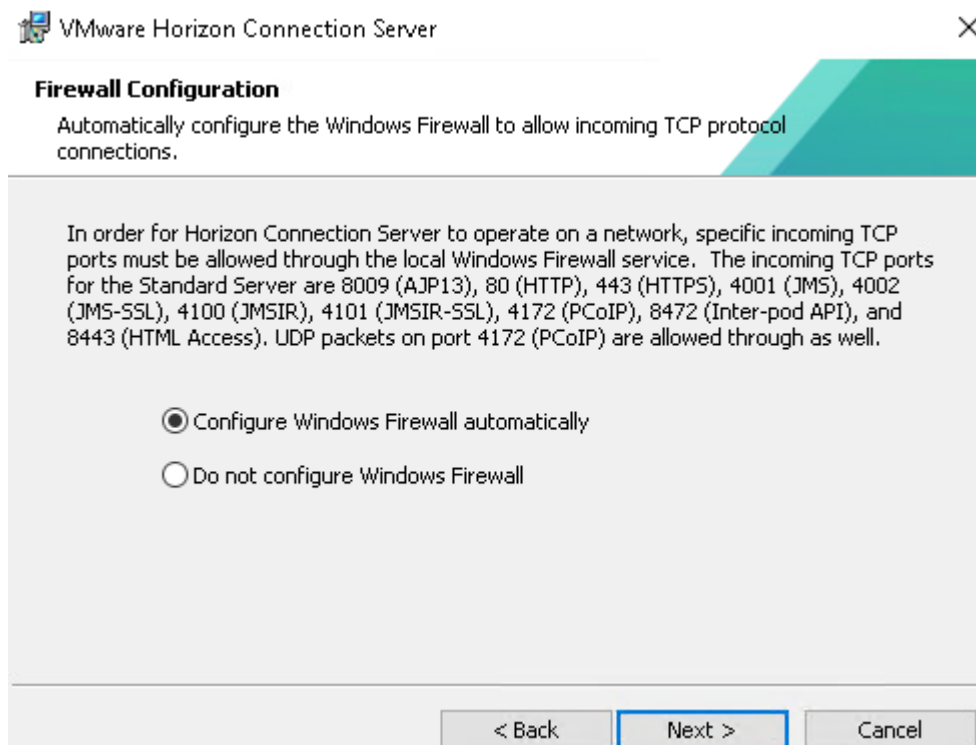 VMware Horizon Connection Server
Firewall Configuration
Automatically configure the Windows Firewall to allow incoming TCP protocol
connections.
In order for Horizon Connection Server to operate on a network, specific incoming TCP
ports must be allowed through the local Windows Firewall service. The incoming TCP ports
for the Standard Server are 8009 (AJP13), 80 (HTTP), 443 (HTTPS), 4001 (JMS), 4002
(JMS-SSL), 4100 (JMSIR), 4101 (JMSIR-SSL), 4172 (PCoIP), 8472 (Inter-pod API), and
8443 (HTML Access). UDP packets on port 4172 (PCoIP) are allowed through as well.
Configure Windows Firewall automatically
Do not configure Windows Firewall
< Back Next > Cancel